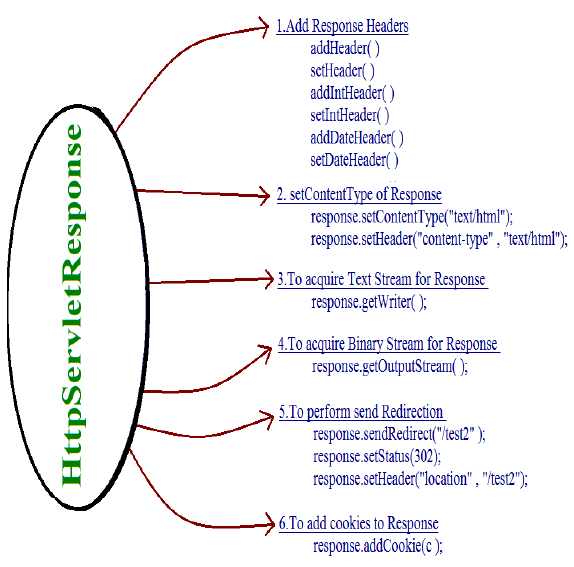 HttpServletResponse
1.Add Response Headers
addHeader( )
setHeader( )
addIntHeader( )
setIntHeader( )
addDateHeader( )
setDateHeader( )
2. setContentType of Response
response.setContentType("text/html");
response.setHeader("content-type" , "text/html");
3.To acquire Text Stream for Response
response.getWriter( );
4.To acquire Binary Stream for Response
response.getOutputStream( );
5.To perform send Redirection
response.sendRedirect("/test2" );
response.setStatus(302);
response.setHeader("location" , "/test2");
6.To add cookies to Response
response.addCookie(c );